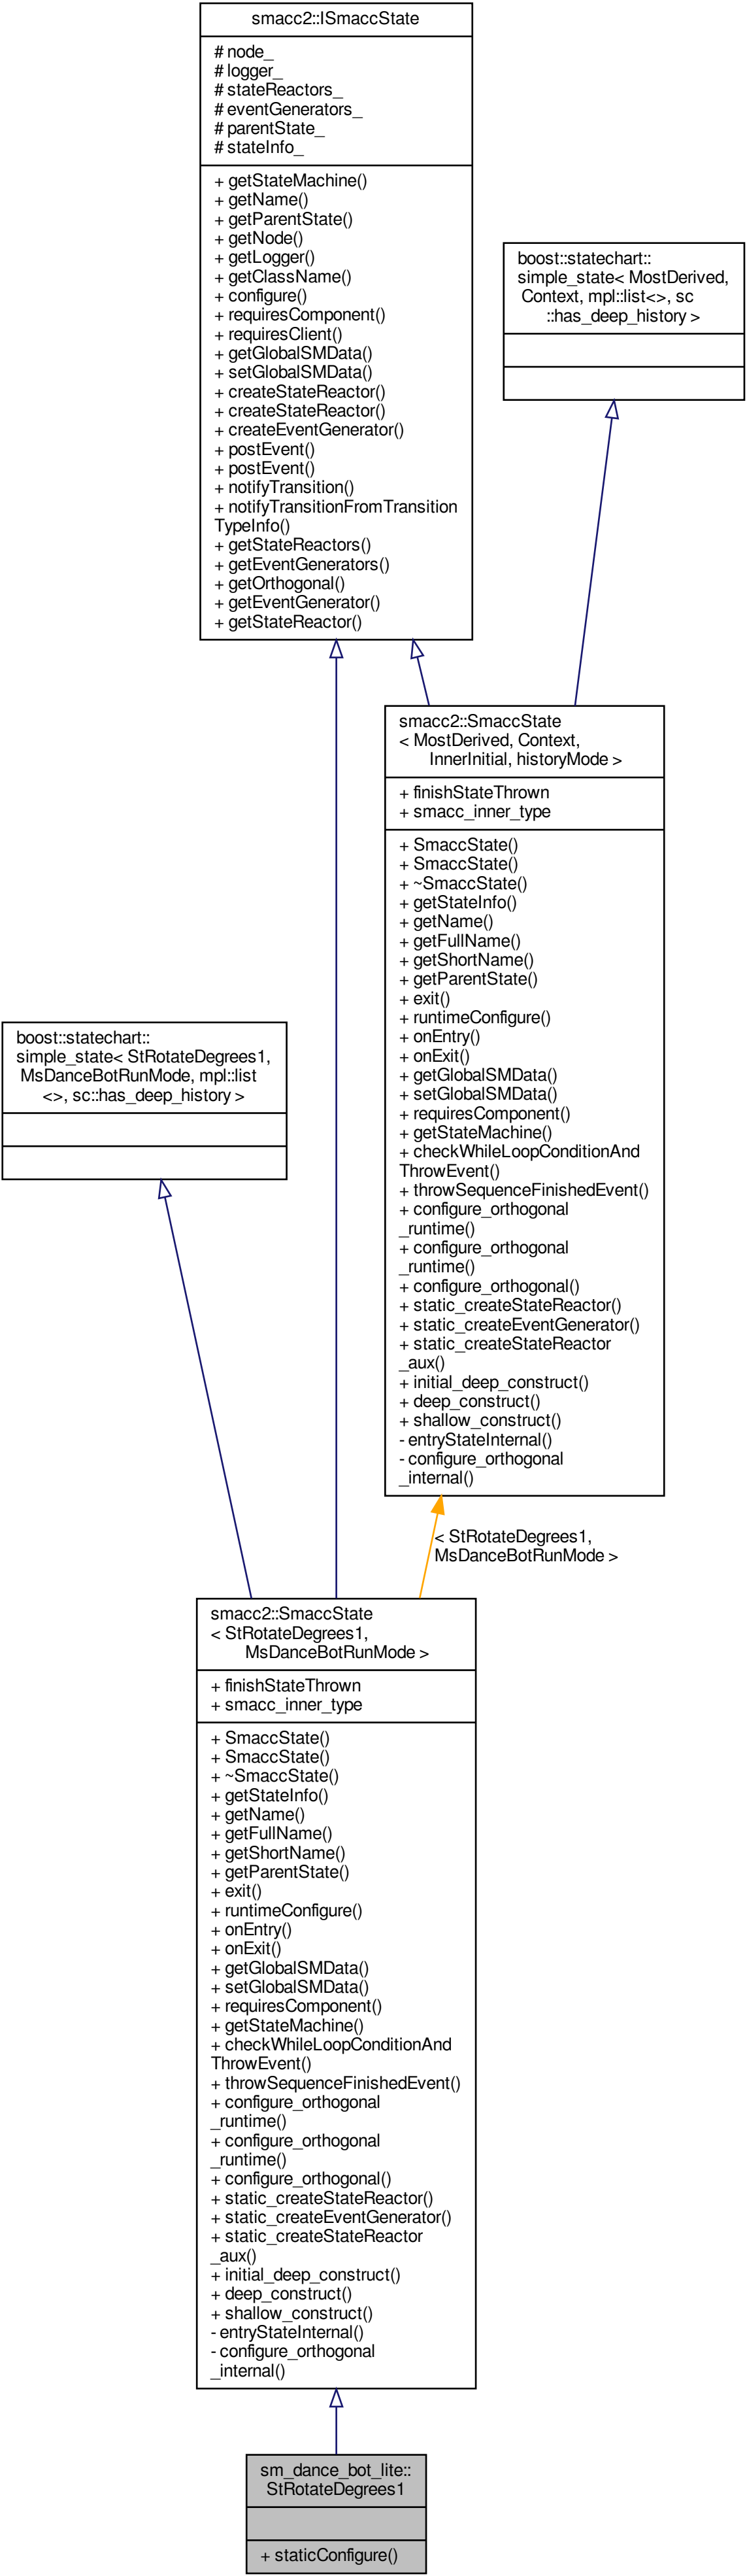 smacc2::ISmaccState
# node_
# logger_
# stateReactors_
# eventGenerators_
# parentState_
# stateInfo_
+ getStateMachine()
+ getName()
+ getParentState()
+ getNode()
+ getLogger()
+ getClassName()
+ configure()
+ requiresComponent()
+ requiresClient()
+ getGlobalSMData()
+ setGlobalSMData()
+ createStateReactor()
+ createStateReactor()
+ createEventGenerator()
+ postEvent()
+ postEvent()
+ notifyTransition()
+ notifyTransitionFromTransition
TypeInfo()
+ getStateReactors()
+ getEventGenerators()
+ getOrthogonal()
+ getEventGenerator()
+ getStateReactor()
boost::statechart::
simple_state< MostDerived,
Context, mpl::list<>, sc
::has_deep_history >
smacc2::SmaccState
< MostDerived, Context,
InnerInitial, historyMode >
+ finishStateThrown
+ smacc_inner_type
+ SmaccState()
+ SmaccState()
+ ~SmaccState()
+ getStateInfo()
+ getName()
+ getFullName()
+ getShortName()
+ getParentState()
+ exit()
+ runtimeConfigure()
+ onEntry()
+ onExit()
+ getGlobalSMData()
+ setGlobalSMData()
+ requiresComponent()
+ getStateMachine()
+ checkWhileLoopConditionAnd
ThrowEvent()
+ throwSequenceFinishedEvent()
+ configure_orthogonal
_runtime()
+ configure_orthogonal
_runtime()
+ configure_orthogonal()
+ static_createStateReactor()
+ static_createEventGenerator()
+ static_createStateReactor
_aux()
+ initial_deep_construct()
+ deep_construct()
+ shallow_construct()
- entryStateInternal()
- configure_orthogonal
_internal()
boost::statechart::
simple_state< StRotateDegrees1,
MsDanceBotRunMode, mpl::list
<>, sc::has_deep_history >
< StRotateDegrees1,
MsDanceBotRunMode >
smacc2::SmaccState
< StRotateDegrees1,
MsDanceBotRunMode >
+ finishStateThrown
+ smacc_inner_type
+ SmaccState()
+ SmaccState()
+ ~SmaccState()
+ getStateInfo()
+ getName()
+ getFullName()
+ getShortName()
+ getParentState()
+ exit()
+ runtimeConfigure()
+ onEntry()
+ onExit()
+ getGlobalSMData()
+ setGlobalSMData()
+ requiresComponent()
+ getStateMachine()
+ checkWhileLoopConditionAnd
ThrowEvent()
+ throwSequenceFinishedEvent()
+ configure_orthogonal
_runtime()
+ configure_orthogonal
_runtime()
+ configure_orthogonal()
+ static_createStateReactor()
+ static_createEventGenerator()
+ static_createStateReactor
_aux()
+ initial_deep_construct()
+ deep_construct()
+ shallow_construct()
- entryStateInternal()
- configure_orthogonal
_internal()
sm_dance_bot_lite::
StRotateDegrees1
+ staticConfigure()